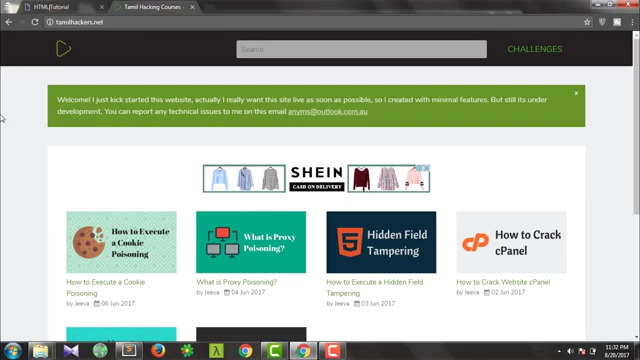 HTML|Tutorial
Tamil Hacking Courses
tamilhackers.net
Search
CHALLENGES
x
Welcome! I just kick started this website, actually I really want this site live as soon as possible, so I created with minimal features. But still its under
development, You can report any technical issues to me on this email anyms@outlook.com.au
SHEIN
CASH ON DELIVERY
How to Execute
a Cookie
Poisoning
What is Proxy
Poisoning?
Hidden Field
Tampering
How to Crack
cPanel
How to Execute a Cookie
Poisoning
by Jeeva 06 Jun 2017
What is Proxy Poisoning?
by Jeeva 04 Jun 2017
How to Execute a Hidden Field
Tampering
by Jeeva 03 Jun 2017
How to Crack Website cPanel
by Jeeva 02 Jun 2017
11:32 PM
8/20/2017